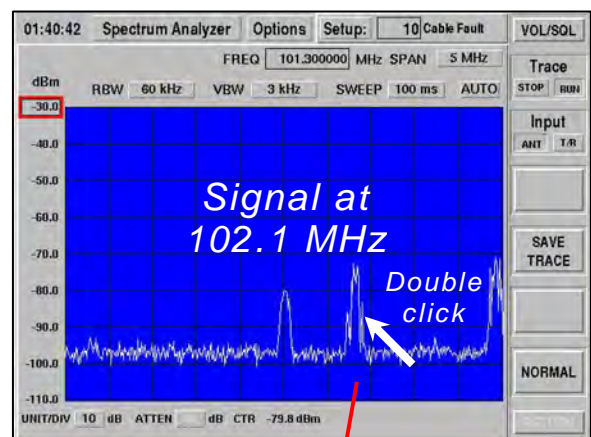 01:40:42 Spectrum Analyzer Options Setup: 10 Cable Fault VOL/SQL
FREQ 101.300000 MHz SPAN 5 MHz
dBm RBW 60 kHz VBW 3 kHz SWEEP 100 ms AUTO
Trace
STOP RUN
Input
ANT T/R
SAVE
TRACE
NORMAL
-30.0
-40.0
-50.0
-60.0
-70.0
-80.0
-90.0
-100.0
-110.0
Signal at
102.1 MHz
Double
click
UNIT/DIV 10 dB ATTEN dB CTR -79.8 dBm